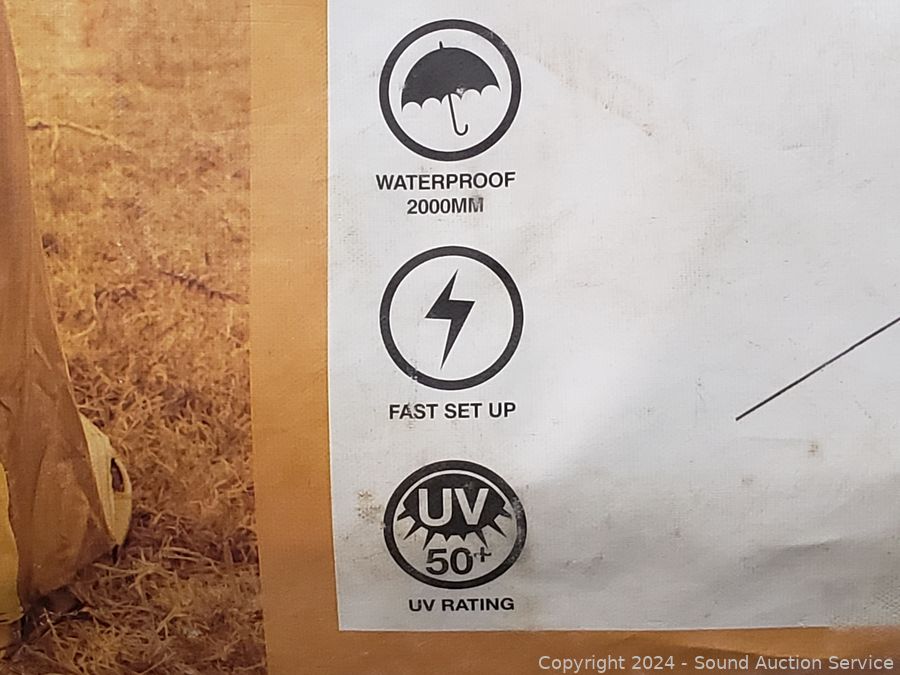 WATERPROOF
2000MM
FAST SET UP
UV
50+
UV RATING
Copyright 2024 - Sound Auction Service